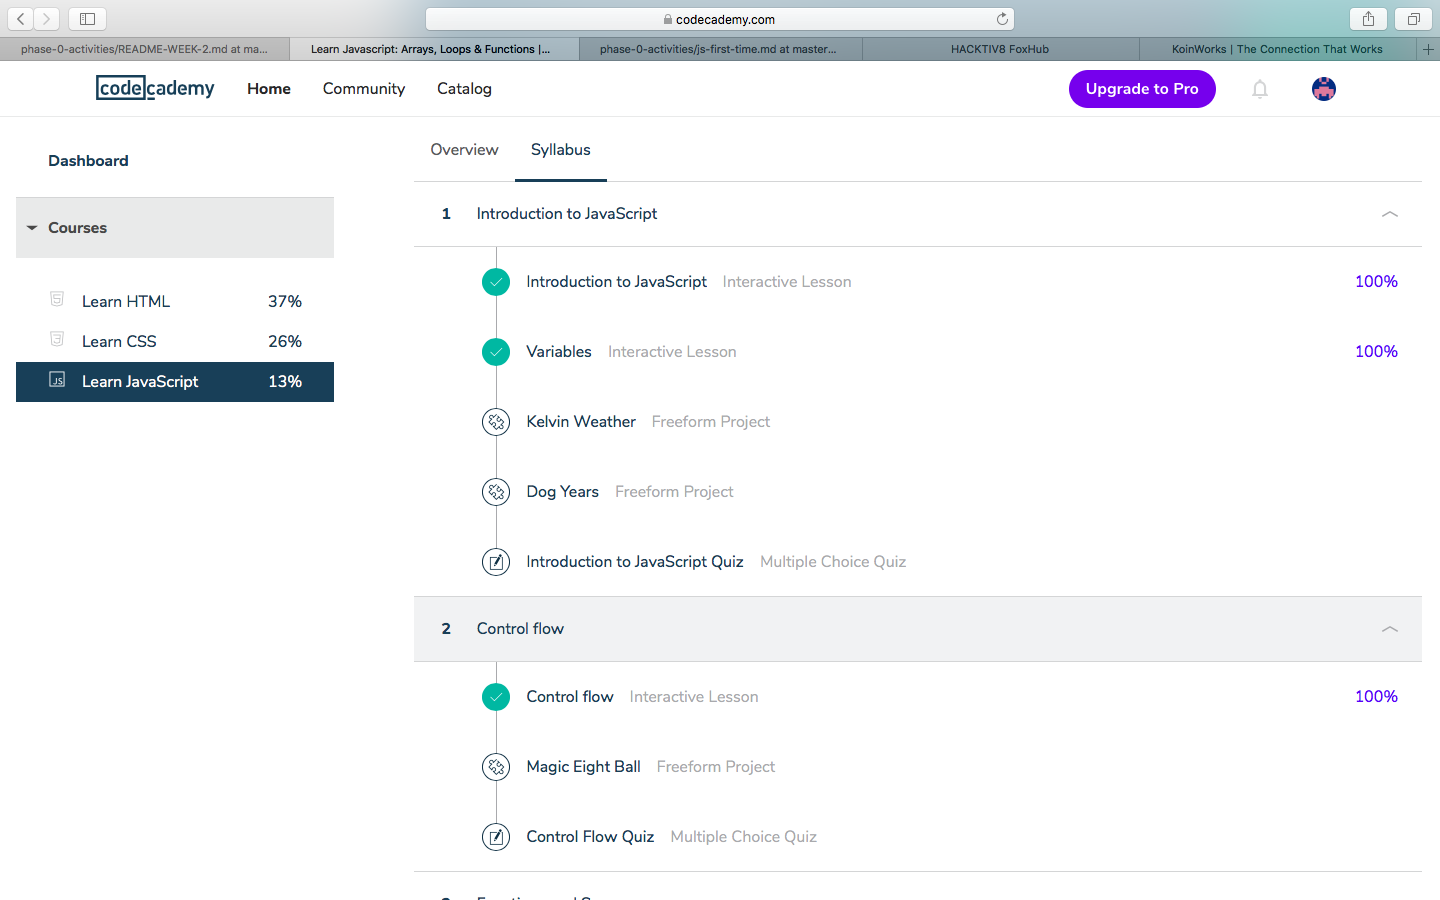 codecademy.com
phase-0-activities/README-WEEK-2.md at ma...
Learn Javascript: Arrays, Loops & Functions |...
phase-0-activities/js-first-time.md at master...
HACKTIV8 FoxHub
KoinWorks | The Connection That Works
codecademy
Home
Community
Catalog
Upgrade to Pro
Dashboard
Courses
Learn HTML 37%
Learn CSS 26%
JS Learn JavaScript 13%
Overview
Syllabus
1 Introduction to JavaScript
Introduction to JavaScript Interactive Lesson 100%
Variables Interactive Lesson 100%
Kelvin Weather Freeform Project
Dog Years Freeform Project
Introduction to JavaScript Quiz Multiple Choice Quiz
2 Control flow
Control flow Interactive Lesson 100%
Magic Eight Ball Freeform Project
Control Flow Quiz Multiple Choice Quiz